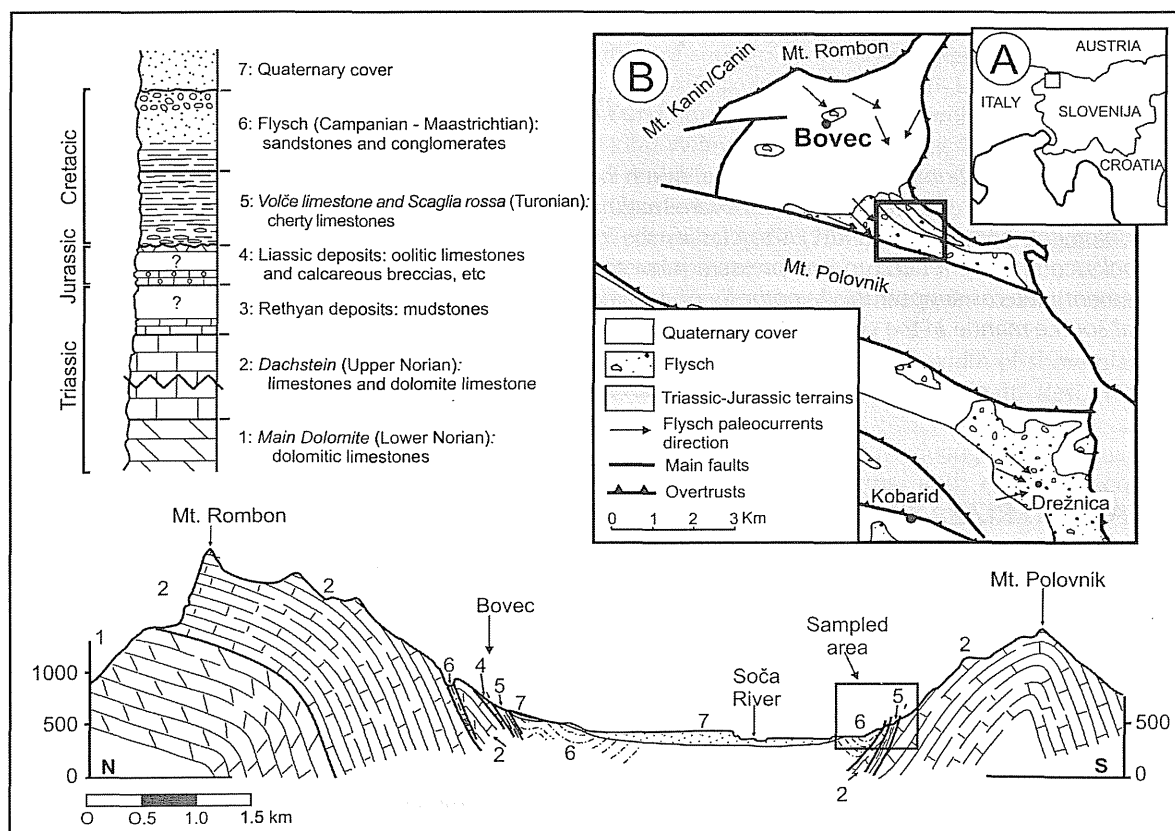 7: Quaternary cover
6: Flysch (Campanian - Maastrichtian):
sandstones and conglomerates
5: Volče limestone and Scaglia rossa (Turonian):
cherty limestones
4: Liassic deposits: oolitic limestones
and calcareous breccias, etc
3: Rethyan deposits: mudstones
2: Dachstein (Upper Norian):
limestones and dolomite limestone
1: Main Dolomite (Lower Norian):
dolomitic limestones
Cretacic
Jurassic
Triassic
?
?
B
Mt. Rombon
Mt. Kanin/Canin
Bovec
Mt. Polovnik
Kobarid
Drežnica
A
AUSTRIA
ITALY
SLOVENIJA
CROATIA
Quaternary cover
Flysch
Triassic-Jurassic terrains
Flysch paleocurrents
direction
Main faults
Overtrusts
0 1 2 3 Km
Mt. Rombon
Bovec
Soča
River
Sampled
area
Mt. Polovnik
1
2
2
6
4
5
7
2
6
7
6
5
2
2
1000
500
0
N
500
0
S
O O.5 1.0 1.5 km